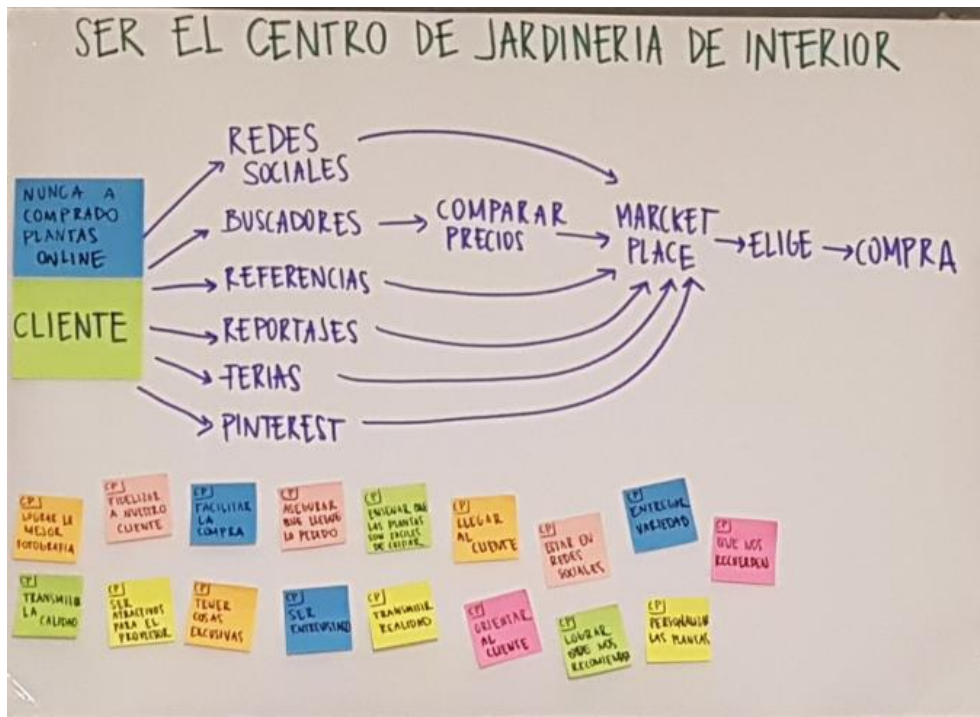 SER EL CENTRO DE JARDINERIA DE INTERIOR
NUNCA A
COMPRADO
PLANTAS
ONLINE
CLIENTE
REDES
SOCIALES
BUSCADORES
COMPARAR
PRECIOS
MARCKET
PLACE
ELIGE
COMPRA
REFERENCIAS
REPORTAJES
FERIAS
PINTEREST
CP
LOGRAR LA
MEJOR
FOTOGRAFIA
CP
FIDELIZAR
A NUESTRO
CLIENTE
CP
FACILITAR
LA
COMPRA
CP
ASEGURAR
QUE LLEGUE
LO PEDIDO
CP
ENSEÑAR QUE
LAS PLANTAS
SON FACILES
DE CUIDAR
CP
LLEGAR
AL
CLIENTE
CP
ESTAR EN
REDES
SOCIALES
CP
ENTREGAR
VARIEDAD
CP
QUE NOS
RECUERDEN
CP
TRANSMITIR
LA
CALIDAD
CP
SER
ATRACTIVOS
PARA EL
PROVEEDOR
CP
TENER
COSAS
EXCUSIVAS
CP
SER
CP
TRANSMITIR
REALIDAD
CP
ORIENTAR
AL
CLIENTE
CP
LOGRAR
QUE NOS
CP
LAS PLANTAS